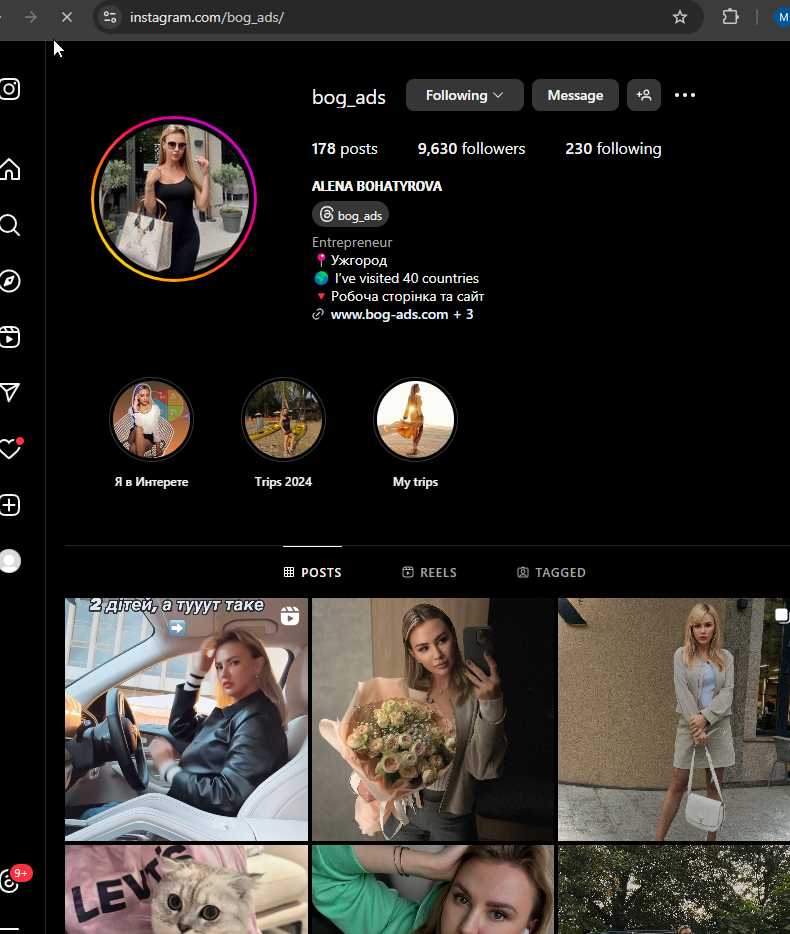 instagram.com/bog_ads/
M
bog_ads
Following
Message
178 posts
9,630 followers
230 following
ALENA BOHATYROVA
bog_ads
Entrepreneur
📍Ужгород
🌎 I've visited 40 countries
🔻Робоча сторінка та сайт
www.bog-ads.com + 3
Я в Интерете
Trips 2024
My trips
POSTS
REELS
TAGGED
2 дітей, а тууут таке
➡️
LEVI'S
9+